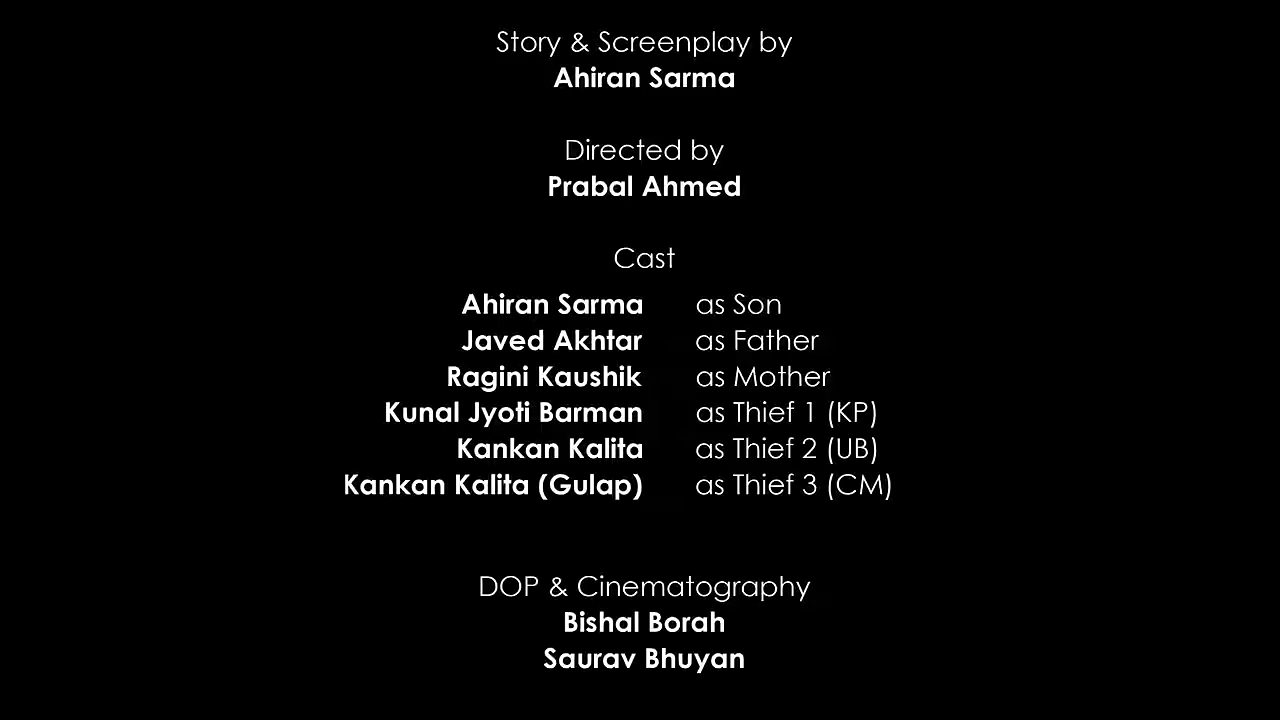 Story & Screenplay by
Ahiran Sarma
Directed by
Prabal Ahmed
Cast
Ahiran Sarma as Son
Javed Akhtar as Father
Ragini Kaushik as Mother
Kunal Jyoti Barman as Thief 1 (KP)
Kankan Kalita as Thief 2 (UB)
Kankan Kalita (Gulap) as Thief 3 (CM)
DOP & Cinematography
Bishal Borah
Saurav Bhuyan